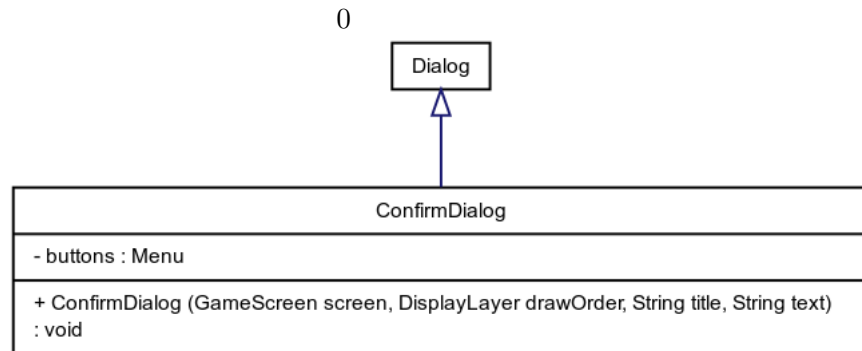 0
Dialog
ConfirmDialog
- buttons : Menu
+ ConfirmDialog (GameScreen screen, DisplayLayer drawOrder, String title, String text)
: void